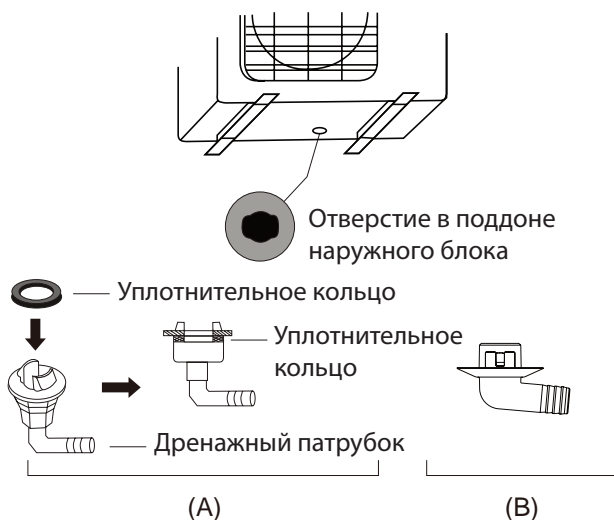 Отверстие в поддоне
наружного блока
Уплотнительное кольцо
Уплотнительное
кольцо
Дренажный патрубок
(A)
(B)